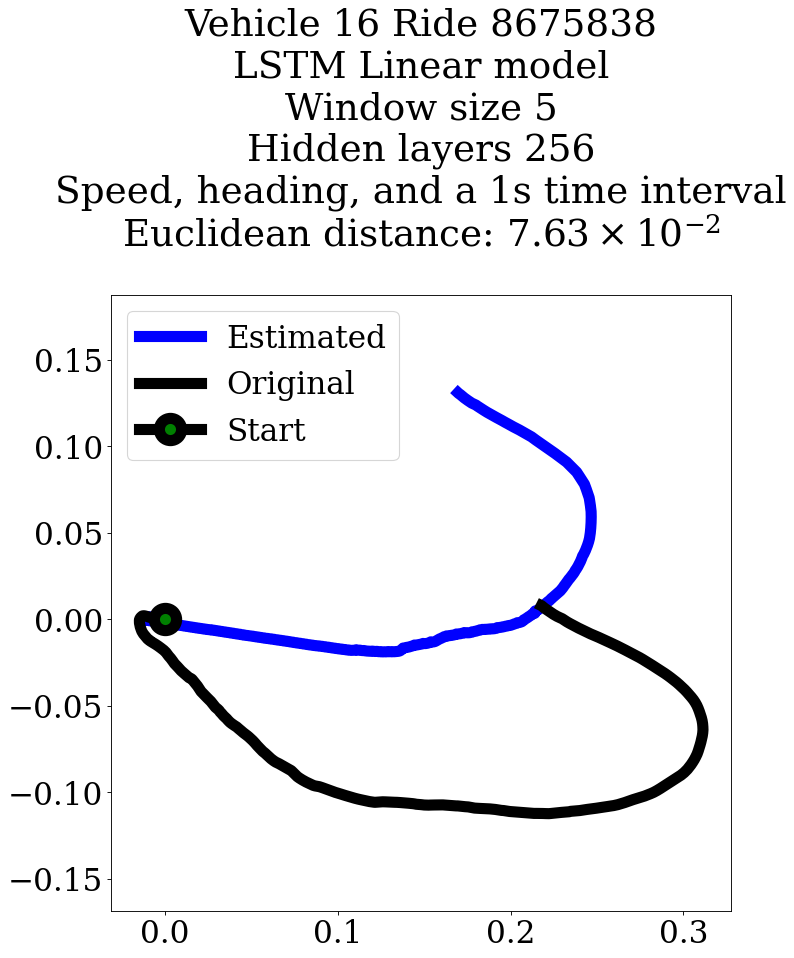 Vehicle 16 Ride 8675838
LSTM Linear model
Window size 5
Hidden layers 256
Speed, heading, and a 1s time interval
Euclidean distance: 7.63 × 10⁻²
Estimated
Original
Start
0.15
0.10
0.05
0.00
−0.05
−0.10
−0.15
0.0 0.1 0.2 0.3